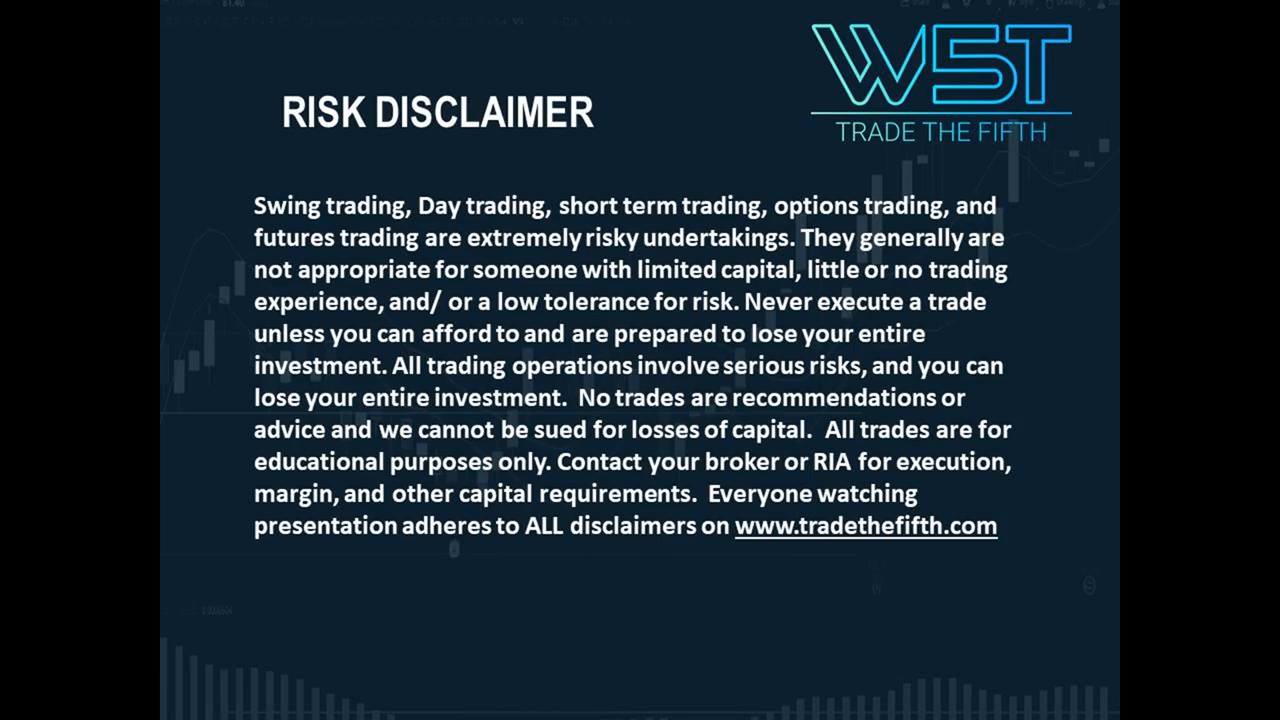 W5T
TRADE THE FIFTH
RISK DISCLAIMER
Swing trading, Day trading, short term trading, options trading, and
futures trading are extremely risky undertakings. They generally are
not appropriate for someone with limited capital, little or no trading
experience, and/ or a low tolerance for risk. Never execute a trade
unless you can afford to and are prepared to lose your entire
investment. All trading operations involve serious risks, and you can
lose your entire investment.  No trades are recommendations or
advice and we cannot be sued for losses of capital.  All trades are for
educational purposes only. Contact your broker or RIA for execution,
margin, and other capital requirements.  Everyone watching
presentation adheres to ALL disclaimers on www.tradethefifth.com